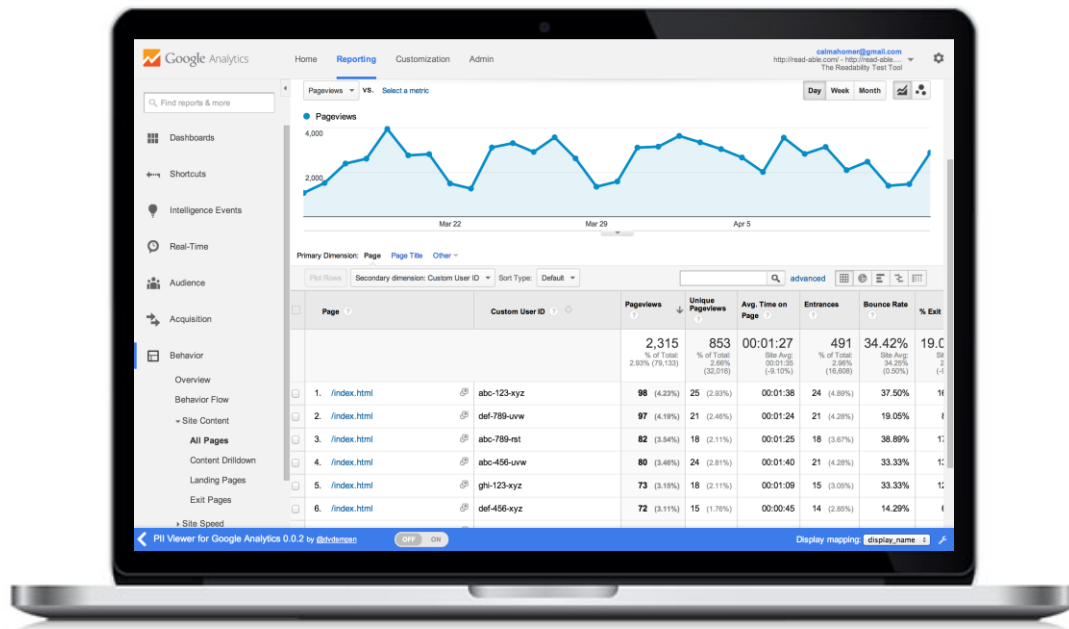 Google Analytics
Home Reporting Customization Admin
calmahomer@gmail.com
http://read-able.com/ - http://read-able....
The Readability Test Tool
Find reports & more
Dashboards
Shortcuts
Intelligence Events
Real-Time
Audience
Acquisition
Behavior
Overview
Behavior Flow
Site Content
All Pages
Content Drilldown
Landing Pages
Exit Pages
Site Speed
Pageviews VS. Select a metric
Day Week Month
Pageviews
4,000
2,000
Mar 22 Mar 29 Apr 5
Primary Dimension: Page Page Title Other
Plot Rows Secondary dimension: Custom User ID Sort Type: Default
advanced
Page Custom User ID Pageviews Unique Pageviews Avg. Time on Page Entrances Bounce Rate % Exit
2,315 853 00:01:27 491 34.42%
% of Total: 2.93% (79,133)
% of Total: 2.66% (32,016)
Site Avg: 00:01:35 (-9.10%)
% of Total: 2.96% (16,608)
Site Avg: 34.25% (0.50%)
1. /index.html abc-123-xyz 98 (4.23%) 25 (2.93%) 00:01:38 24 (4.89%) 37.50%
2. /index.html def-789-uvw 97 (4.19%) 21 (2.46%) 00:01:24 21 (4.28%) 19.05%
3. /index.html abc-789-rst 82 (3.54%) 18 (2.11%) 00:01:25 18 (3.67%) 38.89%
4. /index.html abc-456-uvw 80 (3.46%) 24 (2.81%) 00:01:40 21 (4.28%) 33.33%
5. /index.html ghi-123-xyz 73 (3.15%) 18 (2.11%) 00:01:09 15 (3.05%) 33.33%
6. /index.html def-456-xyz 72 (3.11%) 15 (1.76%) 00:00:45 14 (2.85%) 14.29%
PII Viewer for Google Analytics 0.0.2 by @dvdsmpsn OFF ON Display mapping: display_name